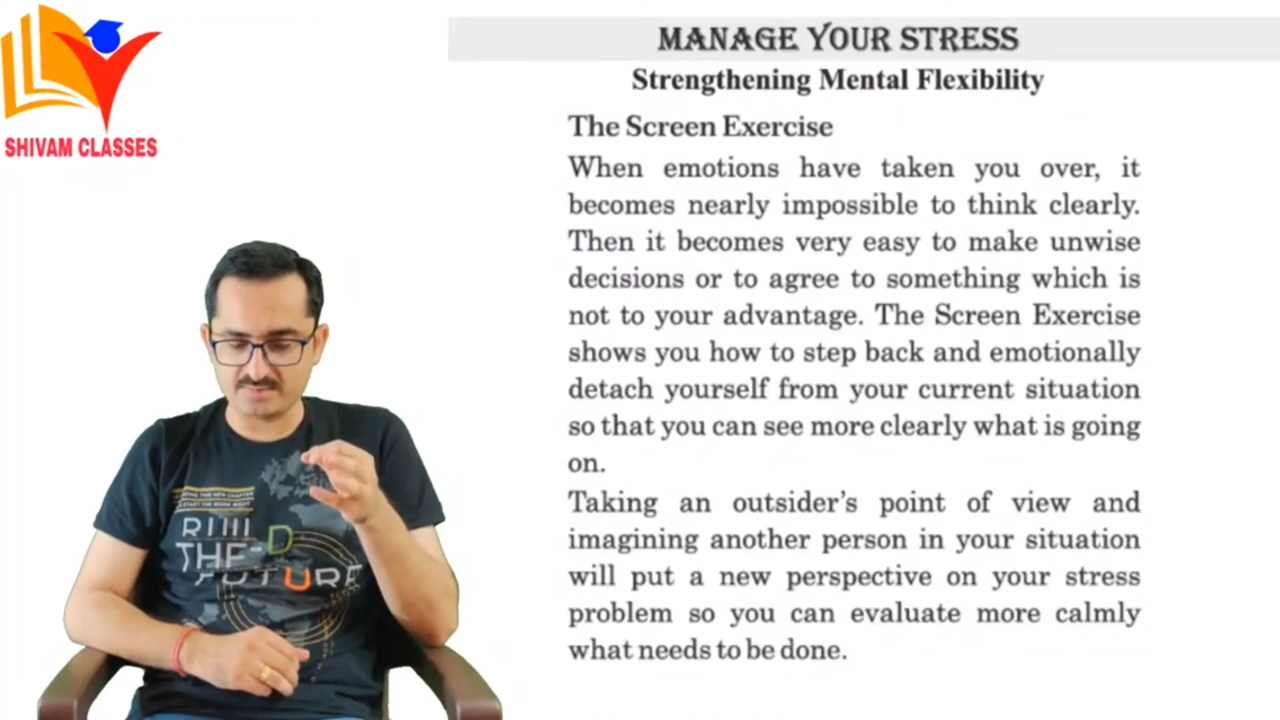 SHIVAM CLASSES
MANAGE YOUR STRESS
Strengthening Mental Flexibility
The Screen Exercise
When emotions have taken you over, it
becomes nearly impossible to think clearly.
Then it becomes very easy to make unwise
decisions or to agree to something which is
not to your advantage. The Screen Exercise
shows you how to step back and emotionally
detach yourself from your current situation
so that you can see more clearly what is going
on.
Taking an outsider's point of view and
imagining another person in your situation
will put a new perspective on your stress
problem so you can evaluate more calmly
what needs to be done.
THE
FUTURE